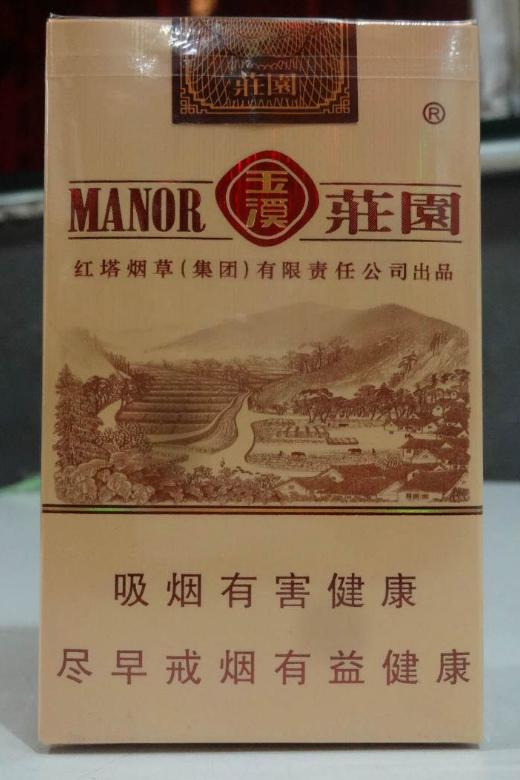 莊園
®
MANOR 玉溪 莊園
红塔烟草(集团)有限责任公司出品
吸烟有害健康
尽早戒烟有益健康